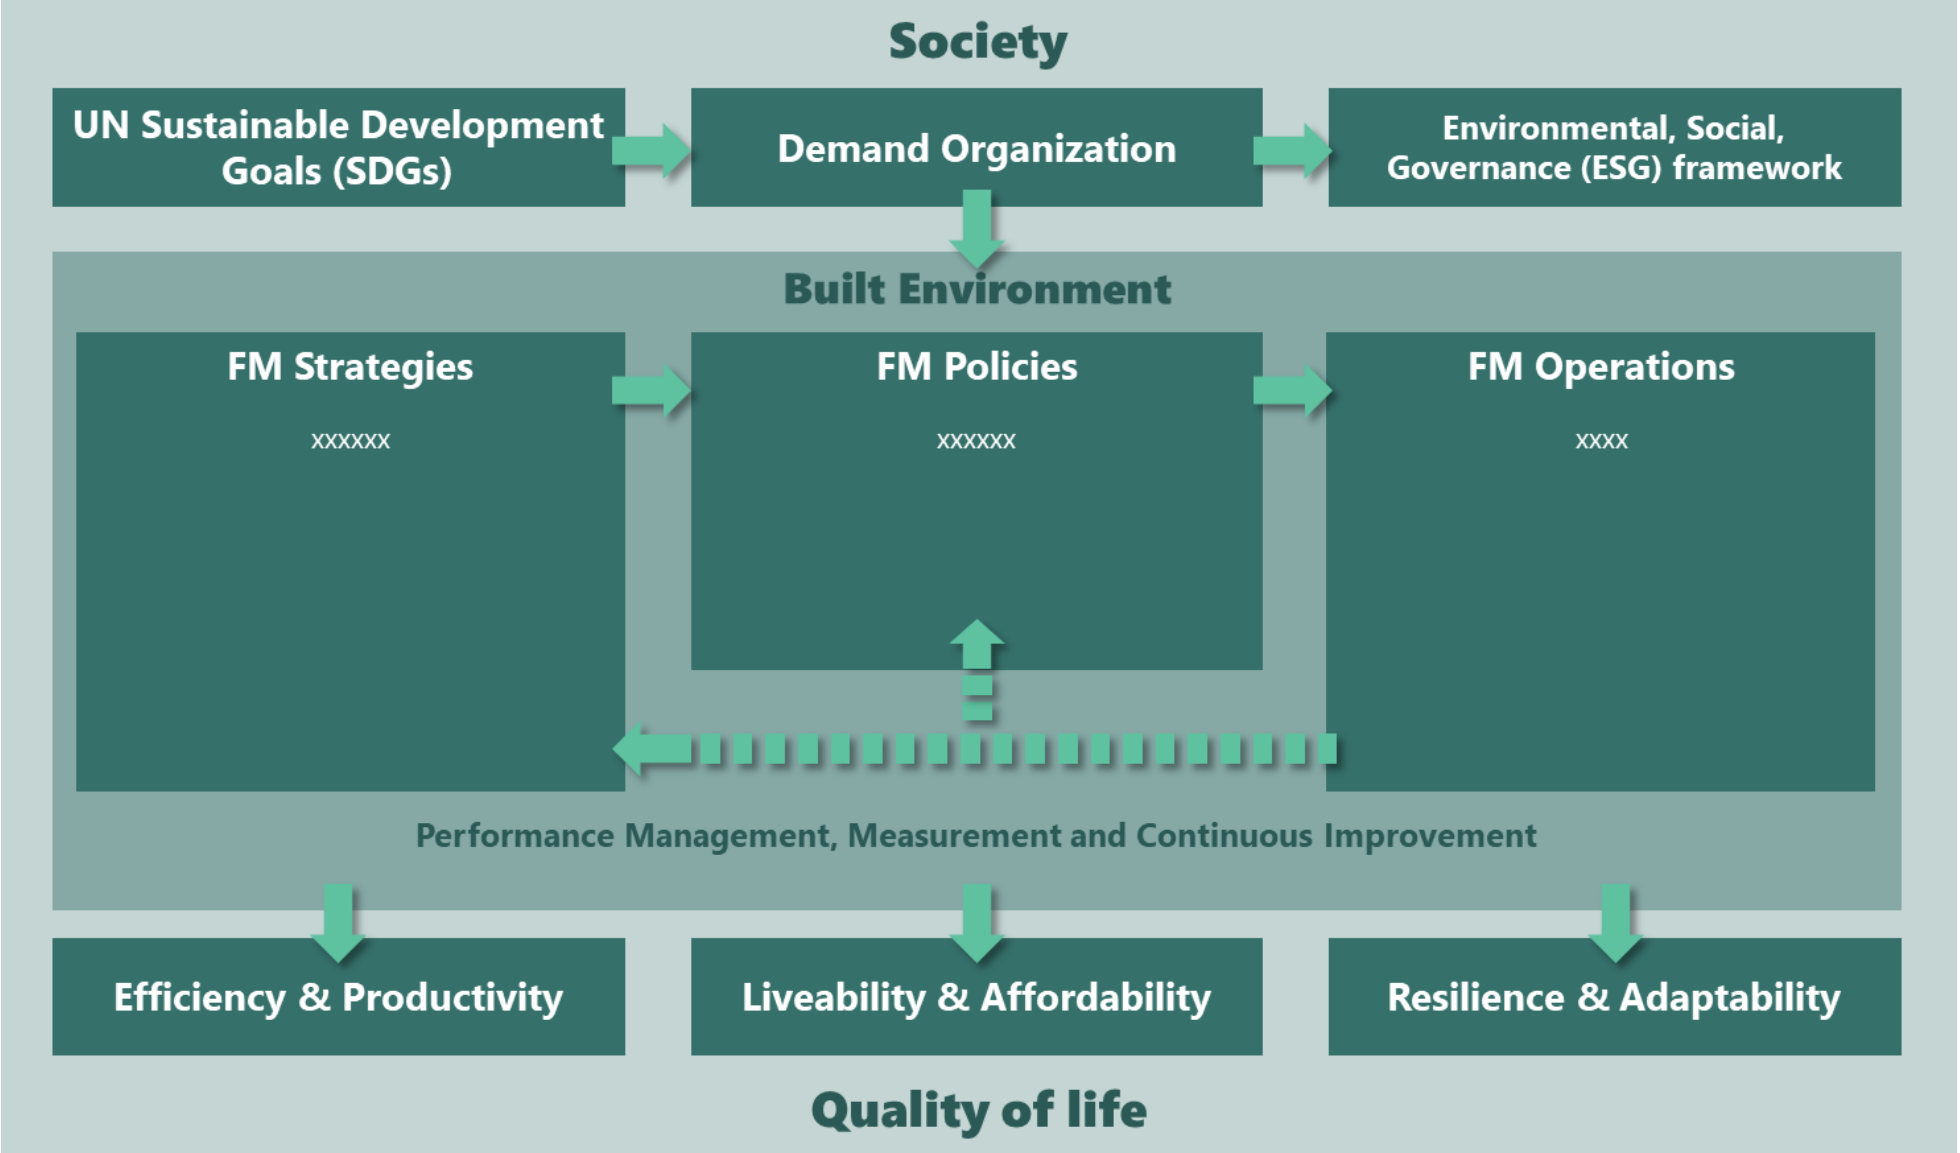 Society
UN Sustainable Development
Goals (SDGs)
Demand Organization
Environmental, Social,
Governance (ESG) framework
Built Environment
FM Strategies
xxxxxx
FM Policies
xxxxxx
FM Operations
xxxx
Performance Management, Measurement and Continuous Improvement
Efficiency & Productivity
Liveability & Affordability
Resilience & Adaptability
Quality of life